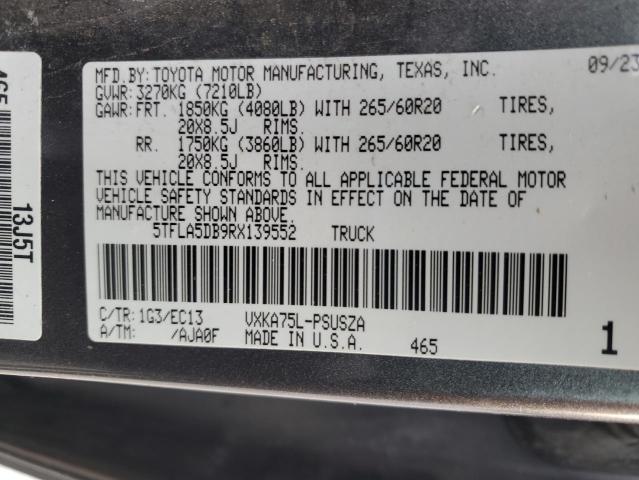 MFD.BY:TOYOTA MOTOR MANUFACTURING, TEXAS, INC. 09/23
GVWR:3270KG (7210LB)
GAWR:FRT. 1850KG (4080LB) WITH 265/60R20 TIRES,
20X8.5J RIMS.
RR. 1750KG (3860LB) WITH 265/60R20 TIRES,
20X8.5J RIMS.
THIS VEHICLE CONFORMS TO ALL APPLICABLE FEDERAL MOTOR
VEHICLE SAFETY STANDARDS IN EFFECT ON THE DATE OF
MANUFACTURE SHOWN ABOVE.
5TFLA5DB9RX139552 TRUCK
C/TR:1G3/EC13 VXKA75L-PSUSZA
A/TM: /AJA0F MADE IN U.S.A. 465 1
465
13J5T